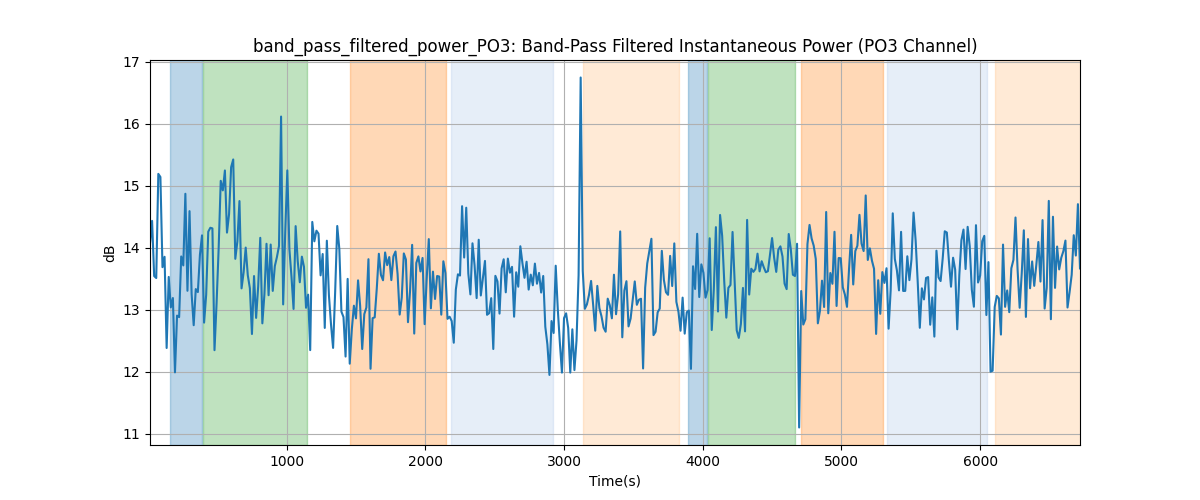 band_pass_filtered_power_PO3: Band-Pass Filtered Instantaneous Power (PO3 Channel)
17
16
15
14
13
12
11
dB
1000 2000 3000 4000 5000 6000
Time(s)